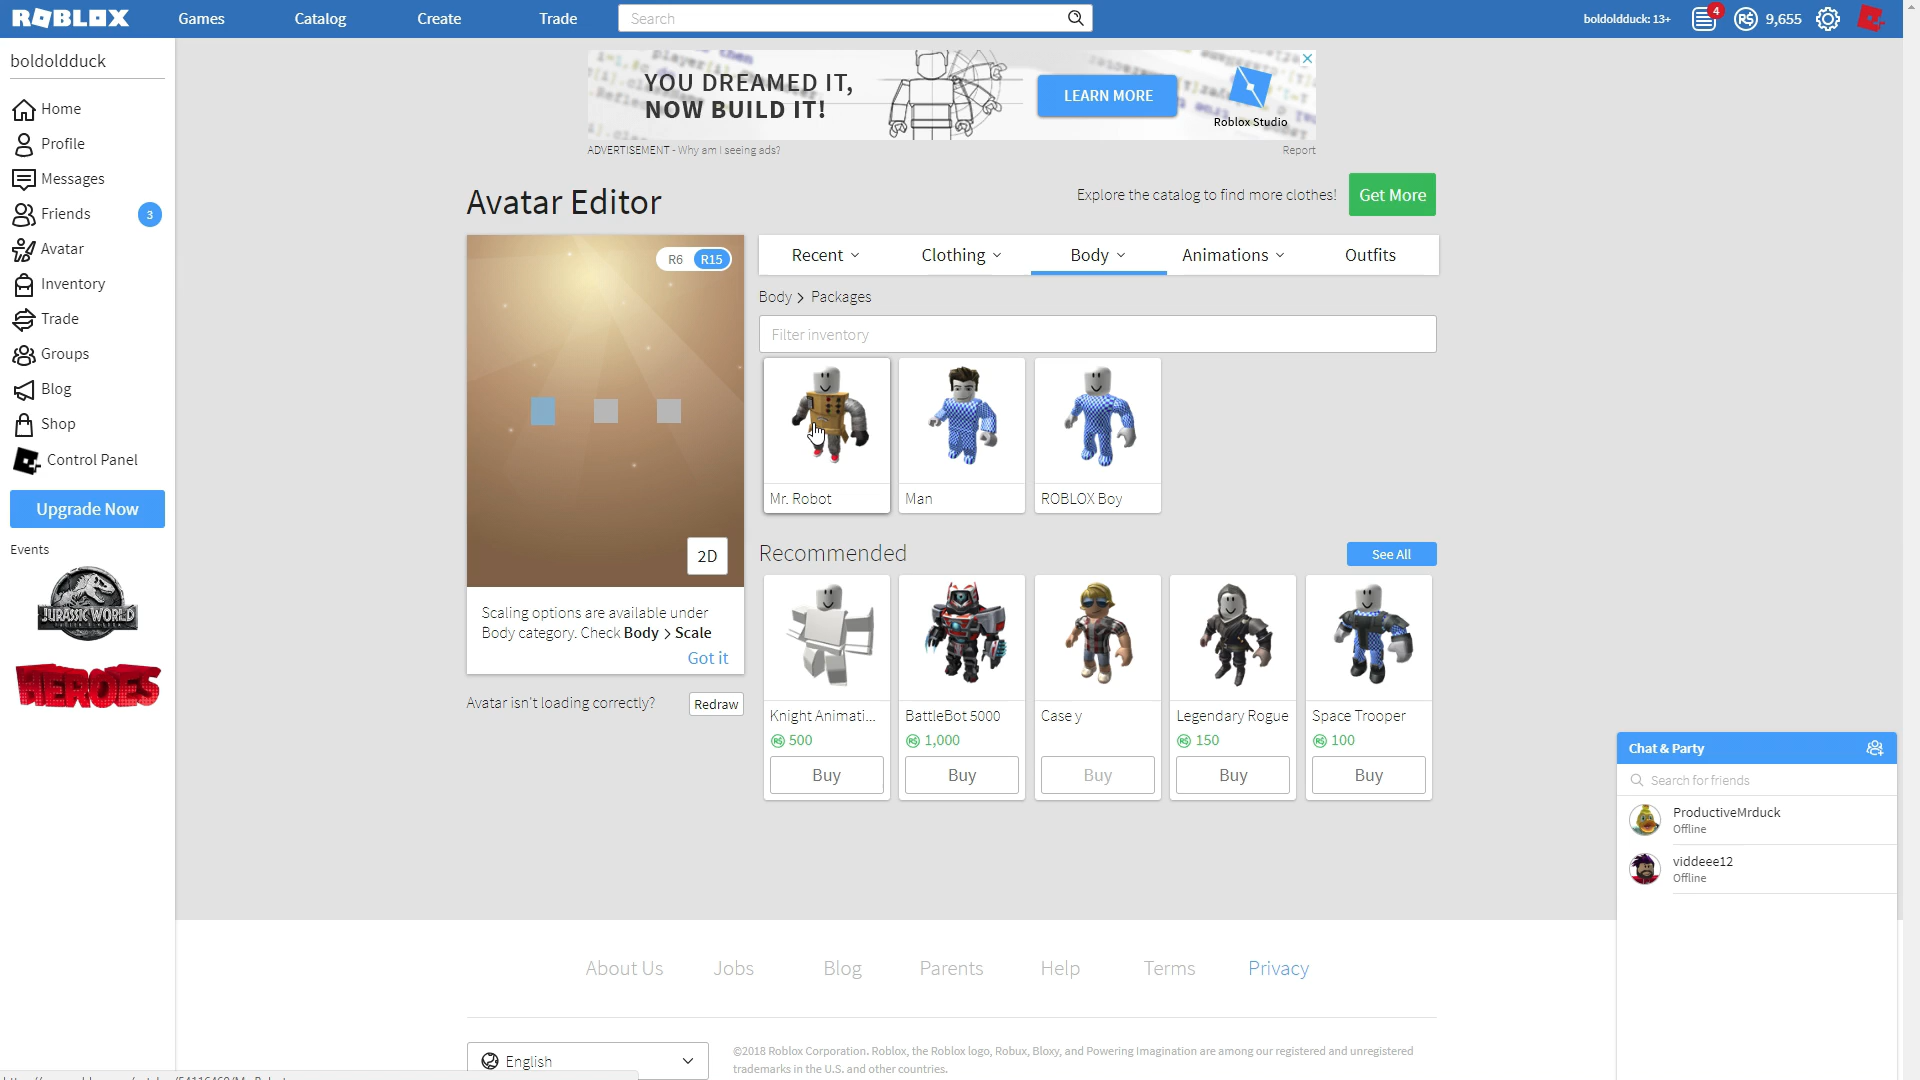 ROBLOX
Games
Catalog
Create
Trade
Search
boldoldduck: 13+
4
R$
9,655
boldoldduck
Home
Profile
Messages
Friends
3
Avatar
Inventory
Trade
Groups
Blog
Shop
Control Panel
Upgrade Now
Events
JURASSIC WORLD
HEROES
YOU DREAMED IT,
NOW BUILD IT!
LEARN MORE
Roblox Studio
ADVERTISEMENT - Why am I seeing ads?
Report
Avatar Editor
Explore the catalog to find more clothes!
Get More
R6
R15
2D
Scaling options are available under
Body category. Check Body > Scale
Got it
Avatar isn't loading correctly?
Redraw
Recent
Clothing
Body
Animations
Outfits
Body > Packages
Filter inventory
Mr. Robot
Man
ROBLOX Boy
Recommended
See All
Knight Animati...
R$ 500
Buy
BattleBot 5000
R$ 1,000
Buy
Casey
Buy
Legendary Rogue
R$ 150
Buy
Space Trooper
R$ 100
Buy
Chat & Party
Search for friends
ProductiveMrduck
Offline
viddeee12
Offline
About Us
Jobs
Blog
Parents
Help
Terms
Privacy
English
©2018 Roblox Corporation. Roblox, the Roblox logo, Robux, Bloxy, and Powering Imagination are among our registered and unregistered
trademarks in the U.S. and other countries.